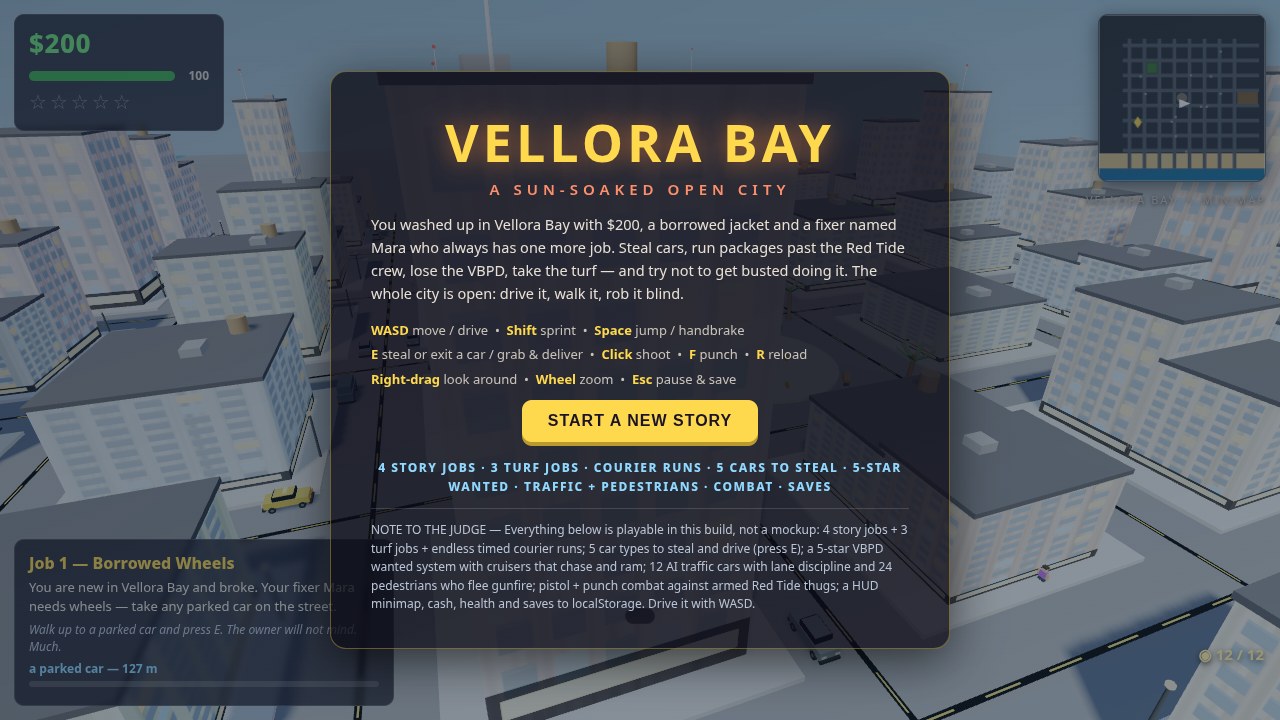 $200
100
VELLORA BAY
A SUN-SOAKED OPEN CITY
You washed up in Vellora Bay with $200, a borrowed jacket and a fixer named
Mara who always has one more job. Steal cars, run packages past the Red Tide
crew, lose the VBPD, take the turf — and try not to get busted doing it. The
whole city is open: drive it, walk it, rob it blind.
WASD move / drive • Shift sprint • Space jump / handbrake
E steal or exit a car / grab & deliver • Click shoot • F punch • R reload
Right-drag look around • Wheel zoom • Esc pause & save
START A NEW STORY
4 STORY JOBS · 3 TURF JOBS · COURIER RUNS · 5 CARS TO STEAL · 5-STAR
WANTED · TRAFFIC + PEDESTRIANS · COMBAT · SAVES
NOTE TO THE JUDGE — Everything below is playable in this build, not a mockup: 4 story jobs + 3
turf jobs + endless timed courier runs; 5 car types to steal and drive (press E); a 5-star VBPD
wanted system with cruisers that chase and ram; 12 AI traffic cars with lane discipline and 24
pedestrians who flee gunfire; pistol + punch combat against armed Red Tide thugs; a HUD
minimap, cash, health and saves to localStorage. Drive it with WASD.
Job 1 — Borrowed Wheels
You are new in Vellora Bay and broke. Your fixer Mara
needs wheels — take any parked car on the street.
Walk up to a parked car and press E. The owner will not mind.
Much.
a parked car — 127 m
VELLORA BAY
12 / 12